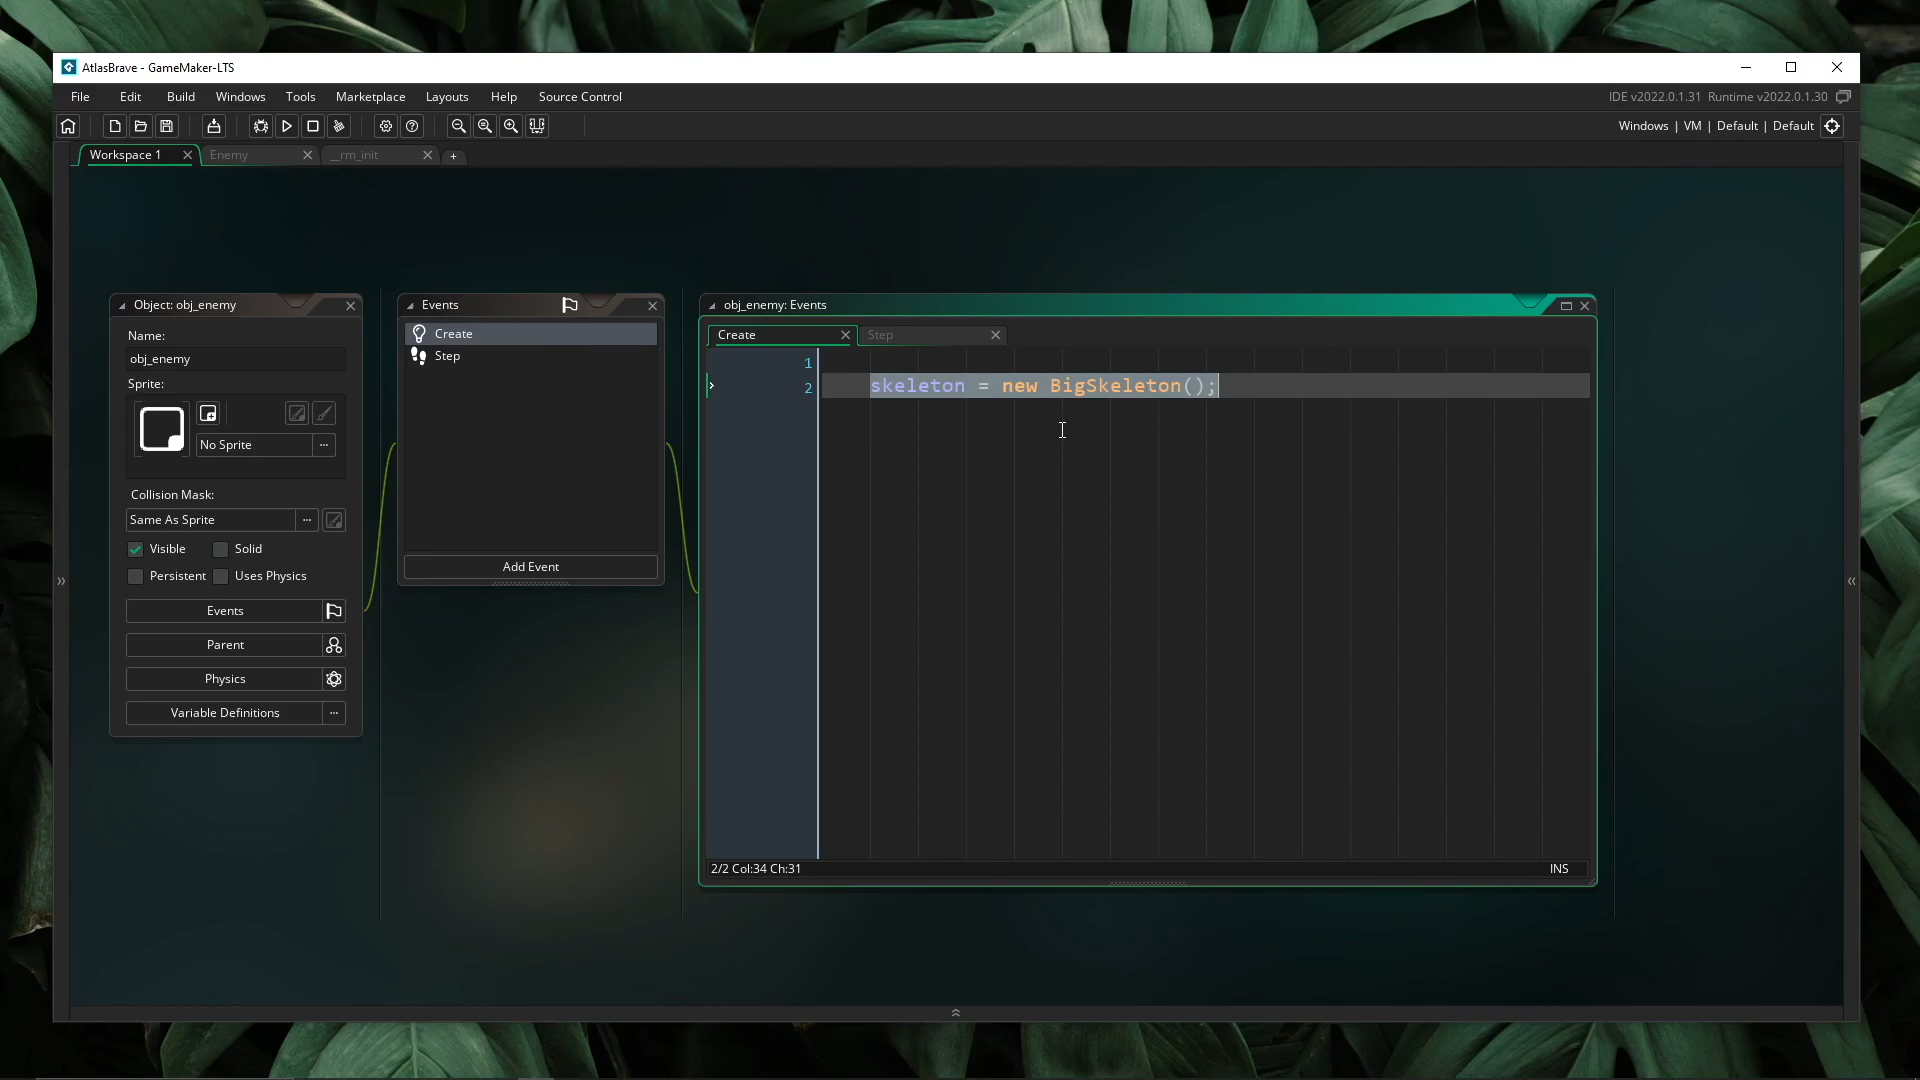 AtlasBrave - GameMaker-LTS
File Edit Build Windows Tools Marketplace Layouts Help Source Control
IDE v2022.0.1.31 Runtime v2022.0.1.30
Windows | VM | Default | Default
Workspace 1
Enemy
__rm_init
+
Object: obj_enemy
Name:
obj_enemy
Sprite:
No Sprite
...
Collision Mask:
Same As Sprite
...
Visible
Solid
Persistent
Uses Physics
Events
Parent
Physics
Variable Definitions
...
Events
Create
Step
Add Event
obj_enemy: Events
Create
Step
1
2 skeleton = new BigSkeleton();
2/2 Col:34 Ch:31
INS